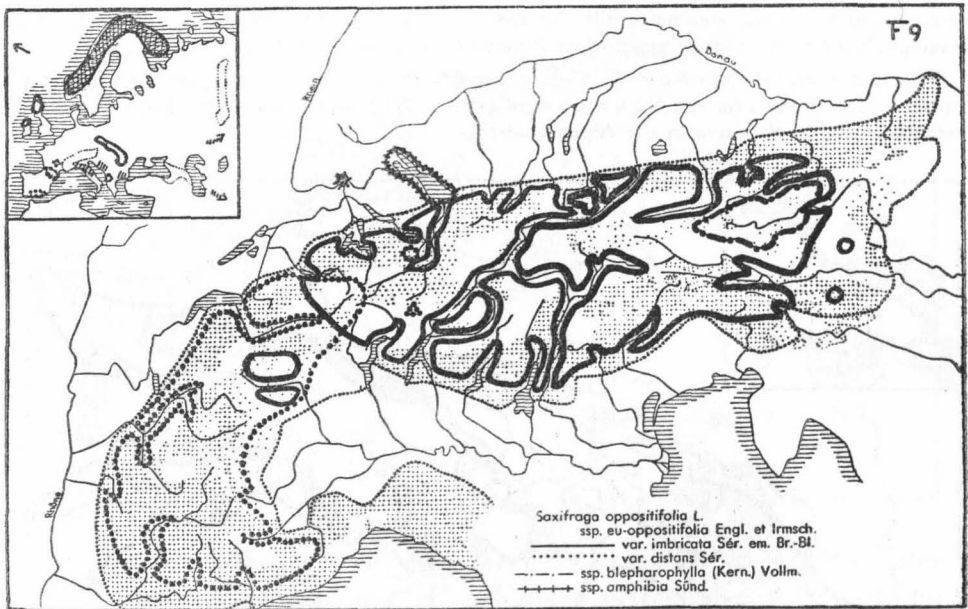 F9
Rhein
Donau
Rhône
Saxifraga oppositifolia L.
ssp. eu-oppositifolia Engl. et Irmsch.
var. imbricata Sér. em. Br.-Bl.
var. distans Sér.
ssp. blepharophylla (Kern.) Vollm.
ssp. amphibia Sünd.